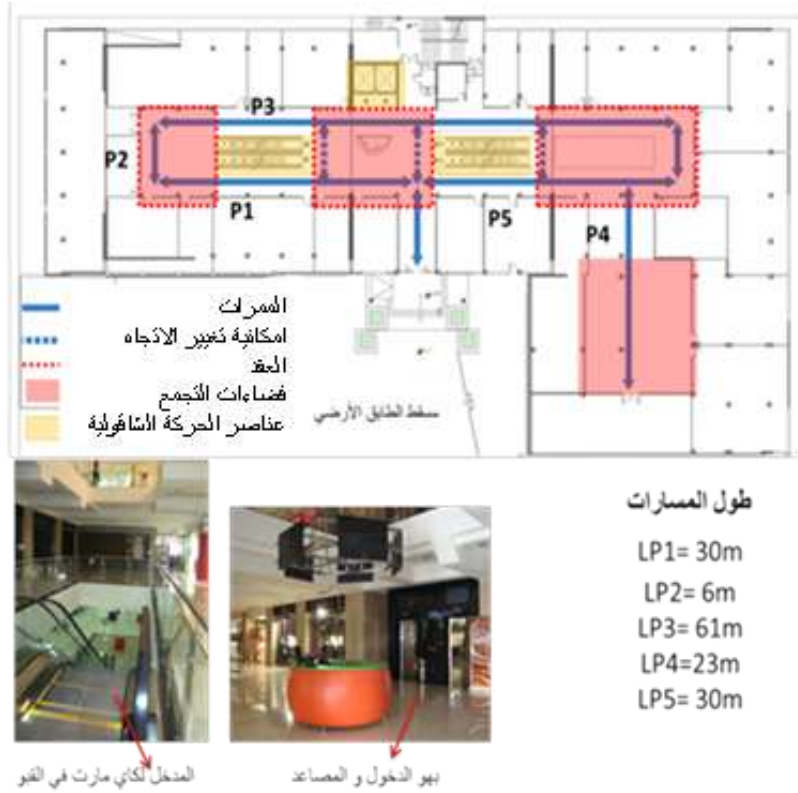 P3
P2
P1
P5
P4
الممرات
امكانية تغيير الاتجاه
العقد
فضاءات التجمع
عناصر الحركة الشاقولية
مسقط الطابق الأرضي
طول المسارات
LP1= 30m
LP2= 6m
LP3= 61m
LP4=23m
LP5= 30m
المدخل لكاي مارت في القبو
بهو الدخول و المصاعد